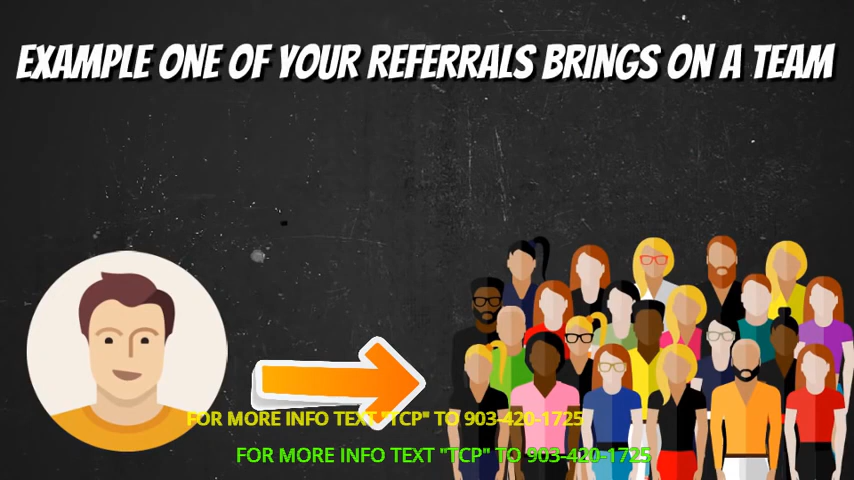 EXAMPLE ONE OF YOUR REFERRALS BRINGS ON A TEAM
FOR MORE INFO TEXT "TCP" TO 903-420-1725
FOR MORE INFO TEXT "TCP" TO 903-420-1725